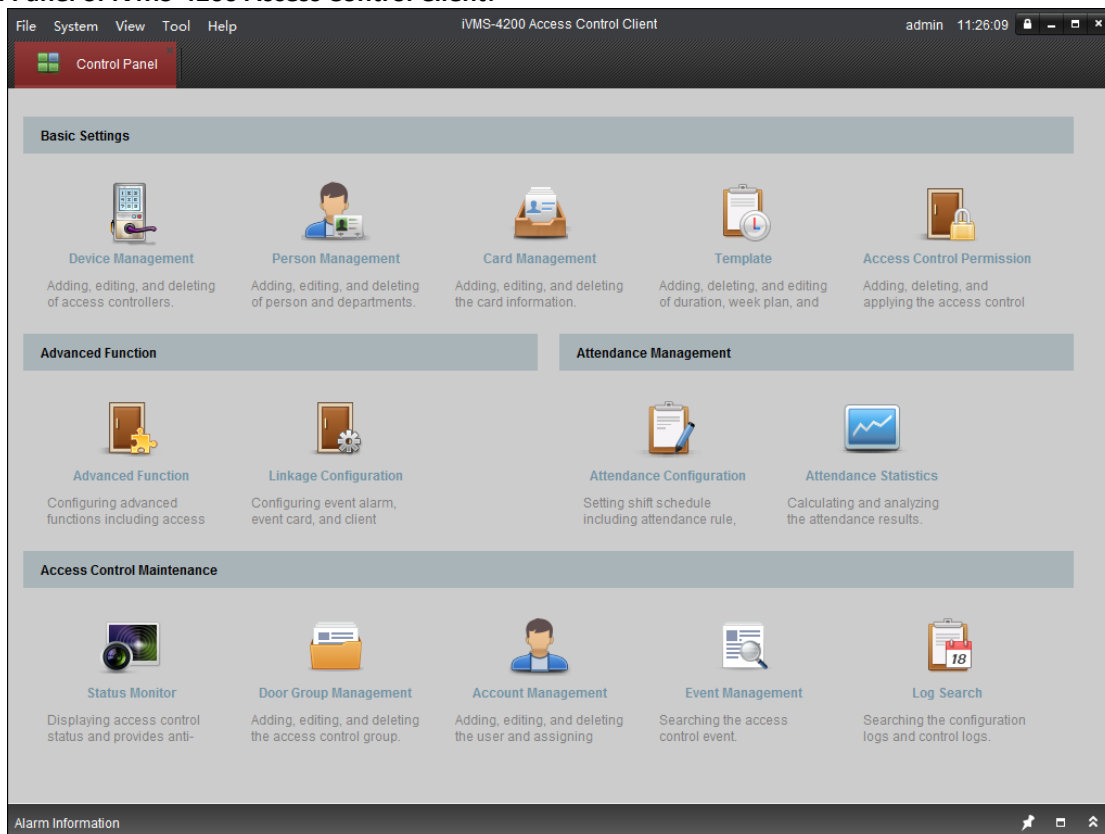 iVMS-4200 Access Control Client
File System View Tool Help
admin 11:26:09
Control Panel
Basic Settings
Device Management
Adding, editing, and deleting
of access controllers.
Person Management
Adding, editing, and deleting
of person and departments.
Card Management
Adding, editing, and deleting
the card information.
Template
Adding, deleting, and editing
of duration, week plan, and
Access Control Permission
Adding, deleting, and
applying the access control
Advanced Function
Advanced Function
Configuring advanced
functions including access
Linkage Configuration
Configuring event alarm,
event card, and client
Attendance Management
Attendance Configuration
Setting shift schedule
including attendance rule,
Attendance Statistics
Calculating and analyzing
the attendance results.
Access Control Maintenance
Status Monitor
Displaying access control
status and provides anti-
Door Group Management
Adding, editing, and deleting
the access control group.
Account Management
Adding, editing, and deleting
the user and assigning
Event Management
Searching the access
control event.
18
Log Search
Searching the configuration
logs and control logs.
Alarm Information